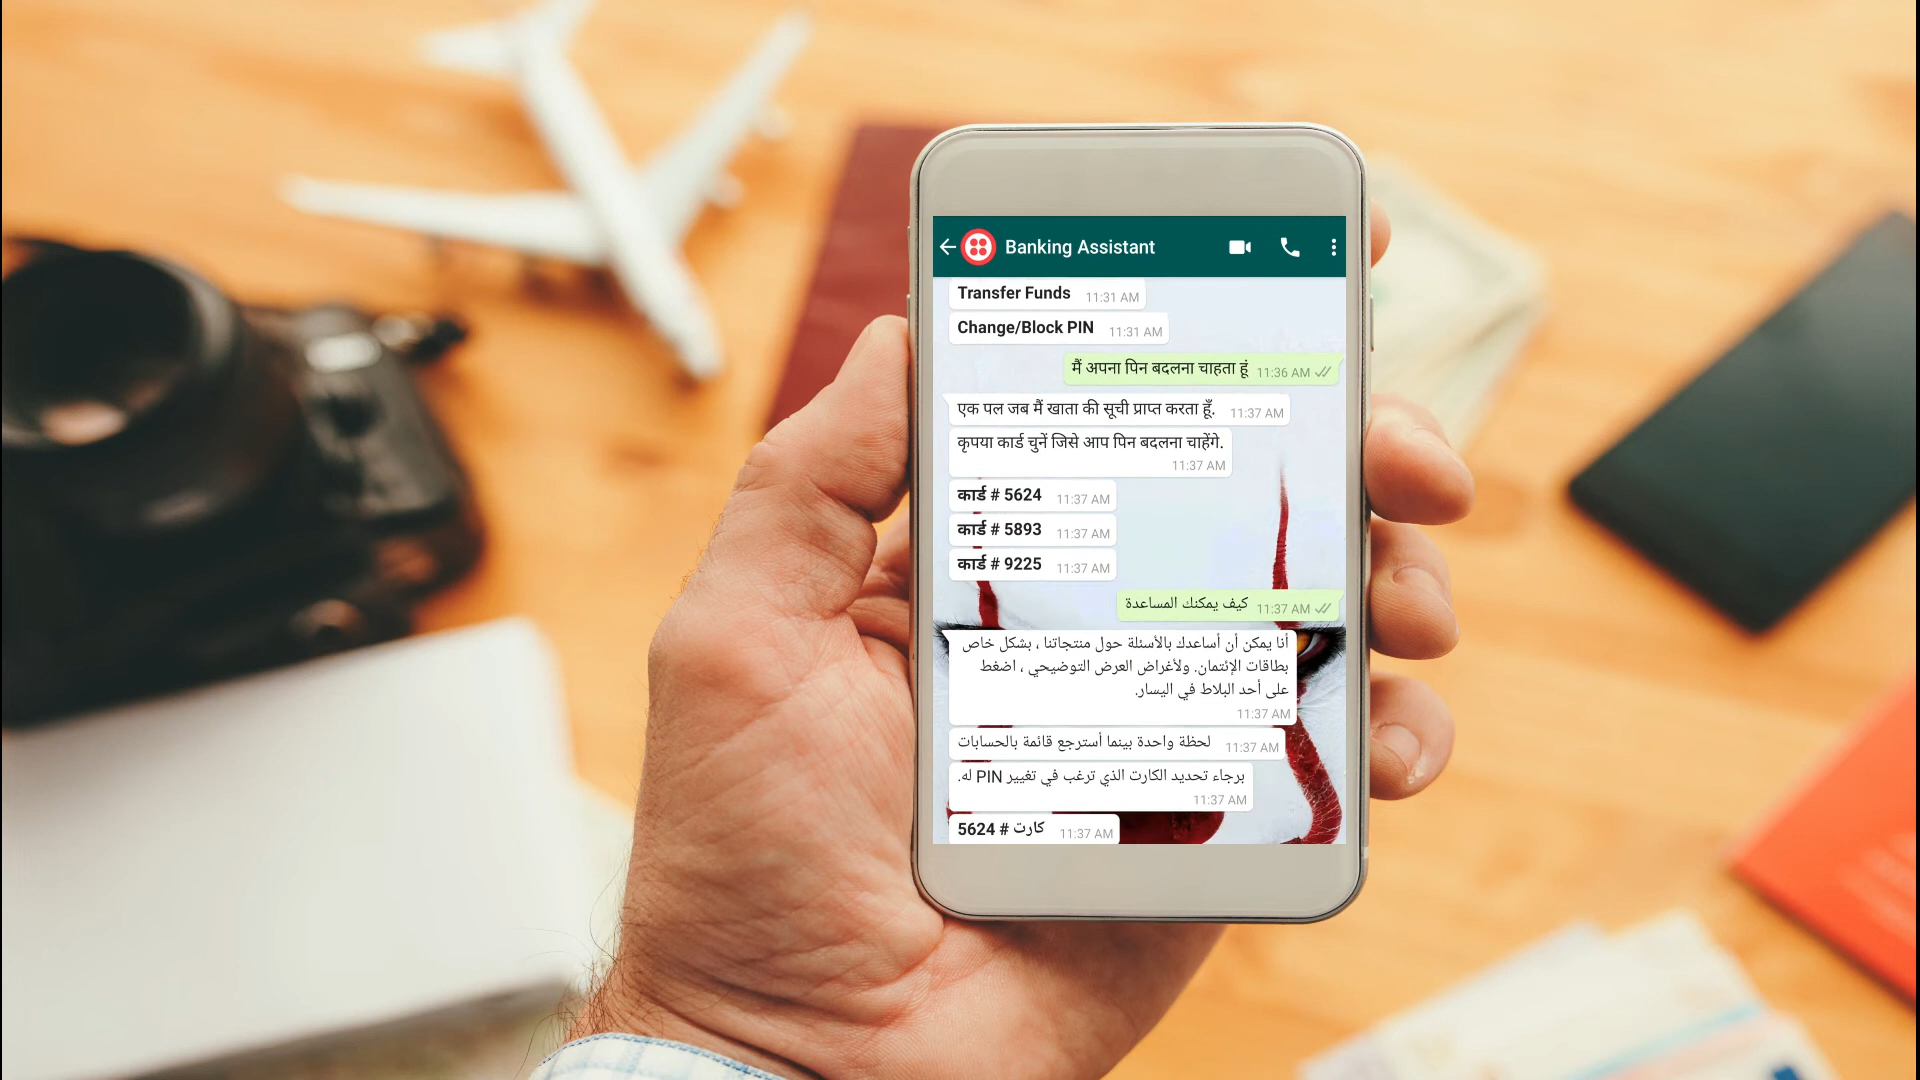 Banking Assistant
Transfer Funds 11:31 AM
Change/Block PIN 11:31 AM
मैं अपना पिन बदलना चाहता हूं 11:36 AM
एक पल जब मैं खाता की सूची प्राप्त करता हूँ. 11:37 AM
कृपया कार्ड चुनें जिसे आप पिन बदलना चाहेंगे.
11:37 AM
कार्ड # 5624 11:37 AM
कार्ड # 5893 11:37 AM
कार्ड # 9225 11:37 AM
كيف يمكنك المساعدة 11:37 AM
أنا يمكن أن أساعدك بالأسئلة حول منتجاتنا ، بشكل خاص
بطاقات الإئتمان. ولأغراض العرض التوضيحي ، اضغط
على أحد البلاط في اليسار.
11:37 AM
لحظة واحدة بينما أسترجع قائمة بالحسابات 11:37 AM
برجاء تحديد الكارت الذي ترغب في تغيير PIN له.
11:37 AM
كارت # 5624 11:37 AM